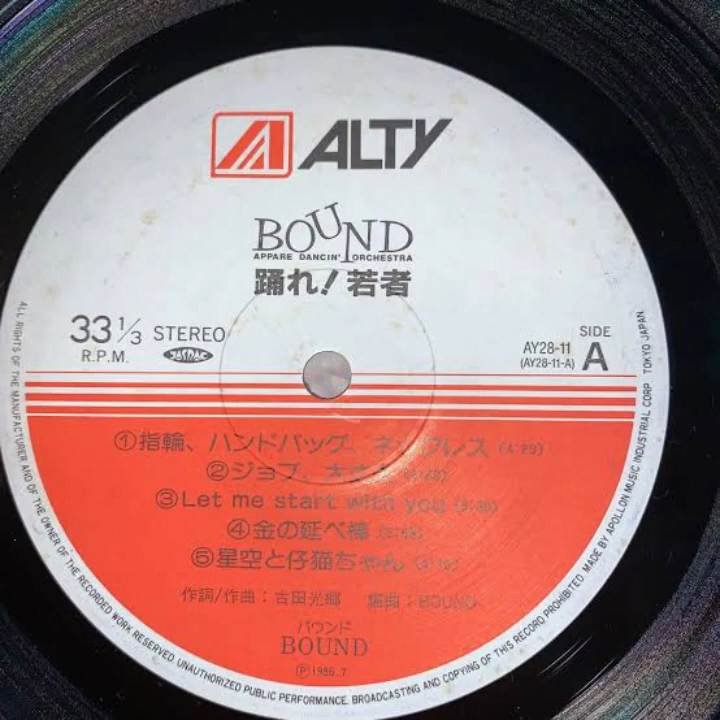 ALTY
BOUND
APPARE DANCIN' ORCHESTRA
踊れ!若者
33 1/3 STEREO
R.P.M. JASRAC
SIDE A
AY28-11
(AY28-11-A)
①指輪、ハンドバッグ、ネックレス (4:29)
②ジョブ、
③Let me start with you
④金の延べ棒
⑤星空と仔猫ちゃん
作詞/作曲:古田光郷 編曲:BOUND
バウンド
BOUND
Ⓟ1986.7
ALL RIGHTS OF THE MANUFACTURER AND OF THE OWNER OF THE RECORDED WORK RESERVED. UNAUTHORIZED PUBLIC PERFORMANCE. BROADCASTING AND COPYING OF THIS RECORD PROHIBITED. MADE BY APOLLON MUSIC INDUSTRIAL CORP. TOKYO JAPAN.